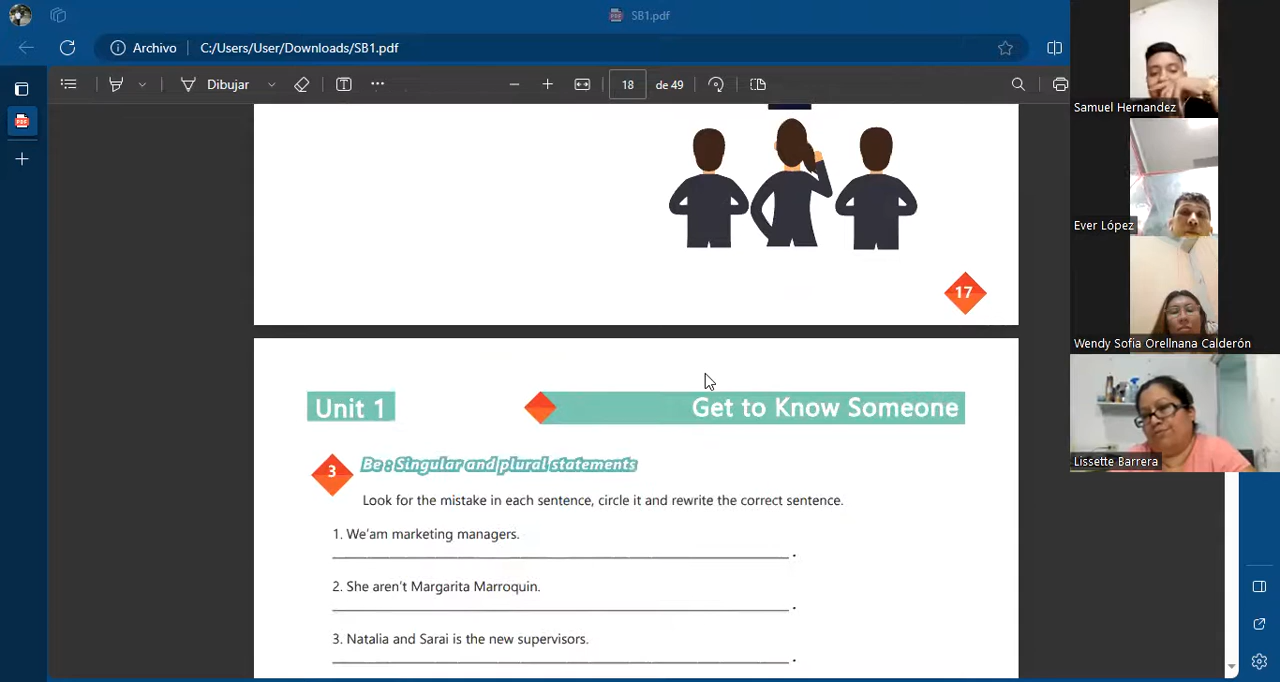 SB1.pdf
Archivo C:/Users/User/Downloads/SB1.pdf
Dibujar 18 de 49
17
Unit 1 Get to Know Someone
3 Be : Singular and plural statements
Look for the mistake in each sentence, circle it and rewrite the correct sentence.
1. We'am marketing managers.
2. She aren't Margarita Marroquin.
3. Natalia and Sarai is the new supervisors.
Samuel Hernandez
Ever López
Wendy Sofia Orellnana Calderón
Lissette Barrera